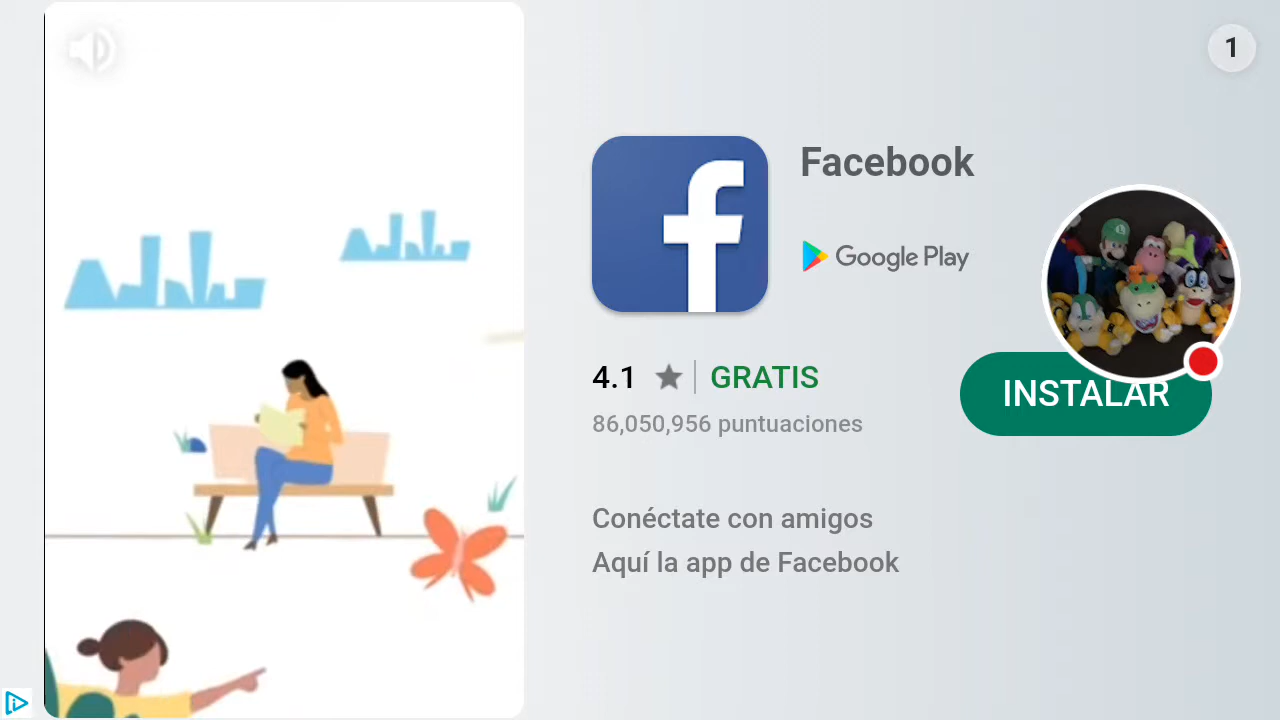 1
Facebook
Google Play
4.1
GRATIS
86,050,956 puntuaciones
INSTALAR
Conéctate con amigos
Aquí la app de Facebook